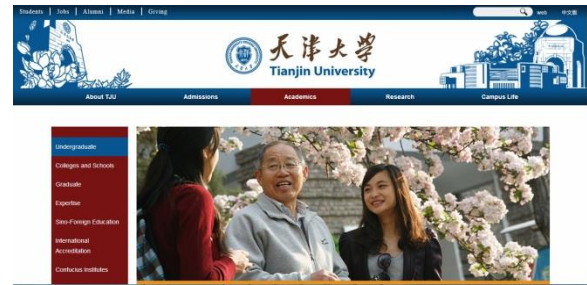 Students | Jobs | Alumni | Media | Giving
web 中文版
天津大学
Tianjin University
About TJU Admissions Academics Research Campus Life
Undergraduate
Colleges and Schools
Graduate
Expertise
Sino-Foreign Education
International
Accreditation
Confucius Institutes